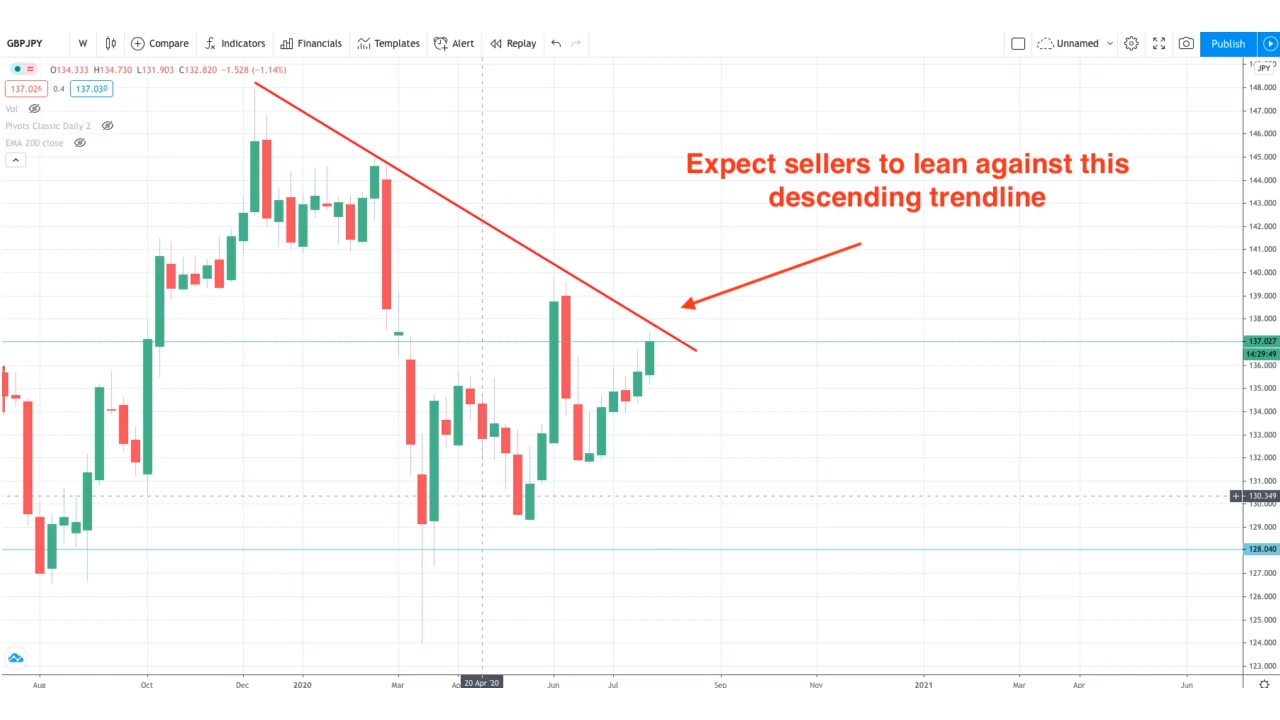 GBPJPY W Compare Indicators Financials Templates Alert Replay Unnamed Publish
O134.333 H134.730 L131.903 C132.820 −1.528 (−1.14%)
JPY
137.026 0.4 137.030
Vol
Pivots Classic Daily 2
EMA 200 close
Expect sellers to lean against this
descending trendline
148.000
147.000
146.000
145.000
144.000
143.000
142.000
141.000
140.000
139.000
138.000
137.027
14:29:49
136.000
135.000
134.000
133.000
132.000
131.000
130.349
130.000
129.000
128.040
127.000
126.000
125.000
124.000
123.000
Aug Oct Dec 2020 Mar 20 Apr '20 Jun Jul Sep Nov 2021 Mar Apr Jun